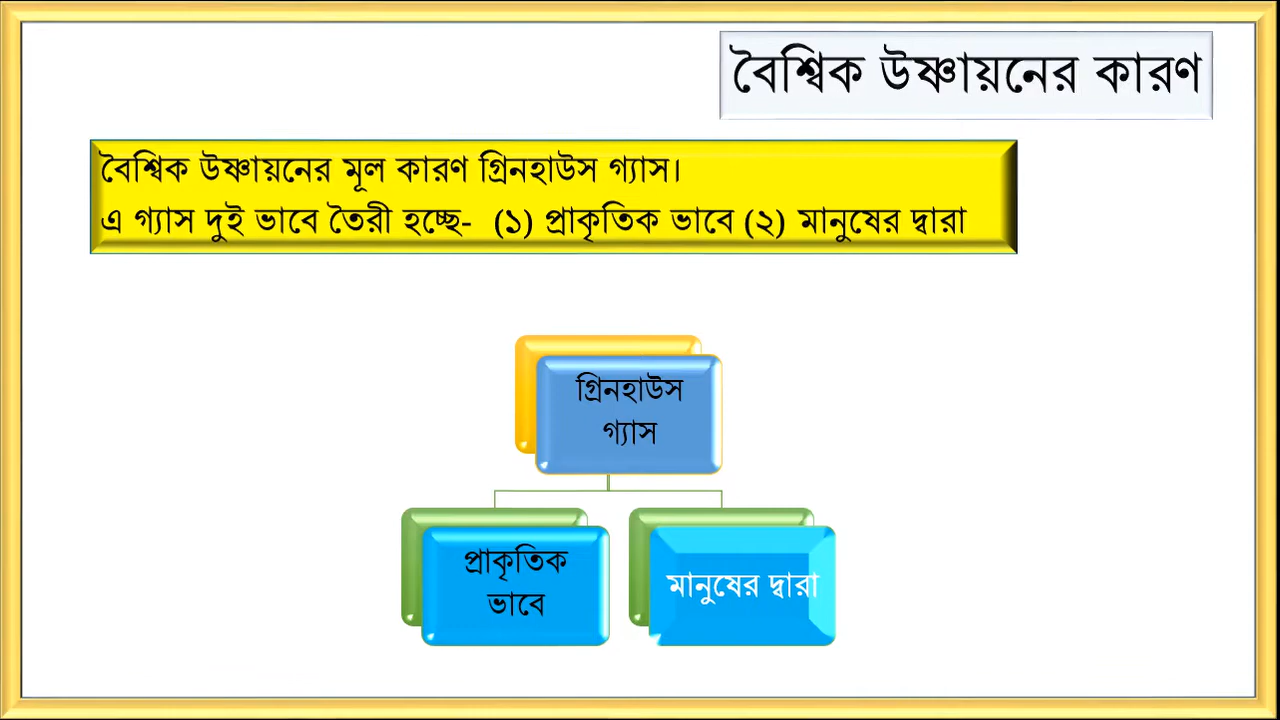 বৈশ্বিক উষ্ণায়নের কারণ
বৈশ্বিক উষ্ণায়নের মূল কারণ গ্রিনহাউস গ্যাস।
এ গ্যাস দুই ভাবে তৈরী হচ্ছে- (১) প্রাকৃতিক ভাবে (২) মানুষের দ্বারা
গ্রিনহাউস
গ্যাস
প্রাকৃতিক
ভাবে
মানুষের দ্বারা